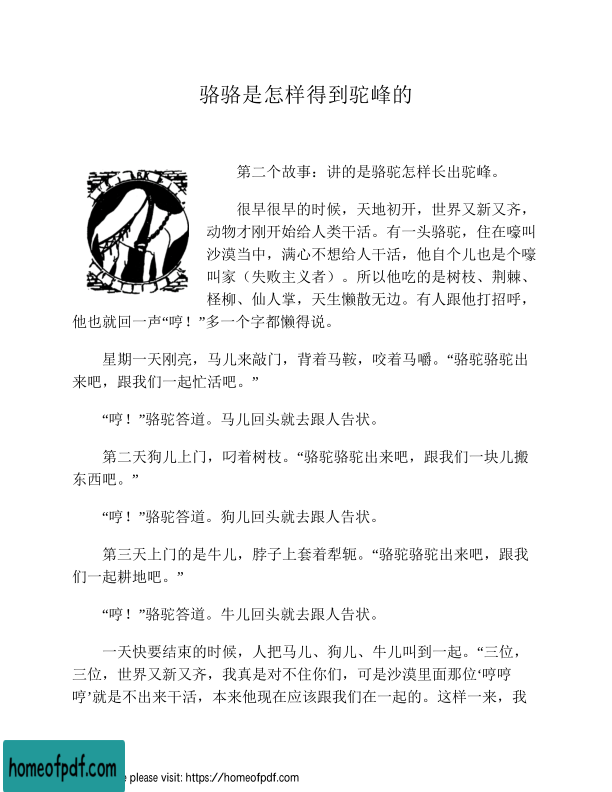 骆骆是怎样得到驼峰的
第二个故事：讲的是骆驼怎样长出驼峰。
很早很早的时候，天地初开，世界又新又齐，
动物才刚开始给人类干活。有一头骆驼，住在嚎叫
沙漠当中，满心不想给人干活，他自个儿也是个嚎
叫家（失败主义者）。所以他吃的是树枝、荆棘、
柽柳、仙人掌，天生懒散无边。有人跟他打招呼，
他也就回一声“哼！”多一个字都懒得说。
星期一天刚亮，马儿来敲门，背着马鞍，咬着马嚼。“骆驼骆驼出
来吧，跟我们一起忙活吧。”
“哼！”骆驼答道。马儿回头就去跟人告状。
第二天狗儿上门，叼着树枝。“骆驼骆驼出来吧，跟我们一块儿搬
东西吧。”
“哼！”骆驼答道。狗儿回头就去跟人告状。
第三天上门的是牛儿，脖子上套着犁轭。“骆驼骆驼出来吧，跟我
们一起耕地吧。”
“哼！”骆驼答道。牛儿回头就去跟人告状。
一天快要结束的时候，人把马儿、狗儿、牛儿叫到一起。“三位，
三位，世界又新又齐，我真是对不住你们，可是沙漠里面那位‘哼哼
哼’就是不出来干活，本来他现在应该跟我们在一起的。这样一来，我
homeofpdf.com
please visit: https://homeofpdf.com